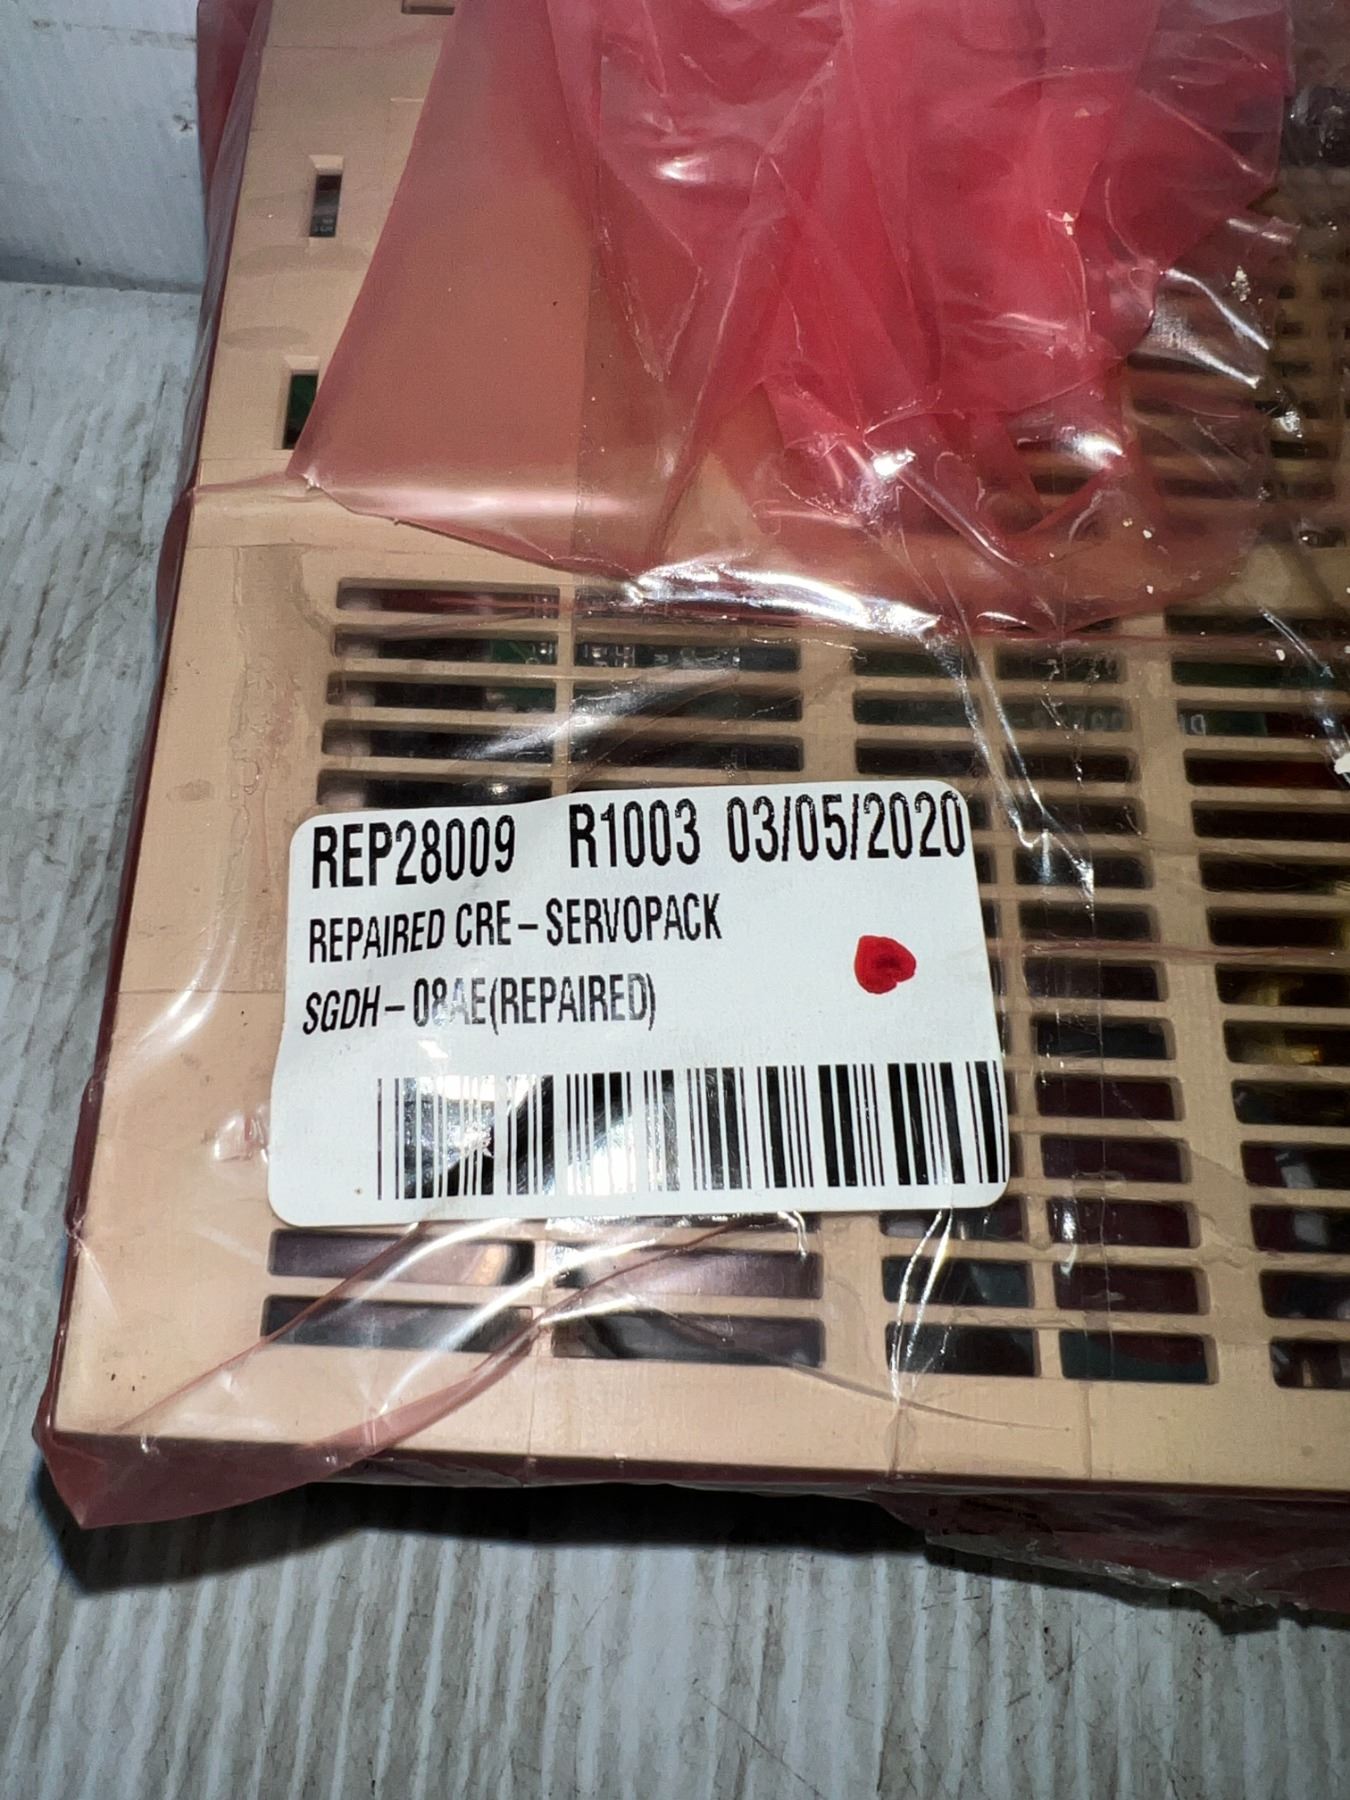 REP28009 R1003 03/05/2020
REPAIRED CRE-SERVOPACK
SGDH-08AE(REPAIRED)